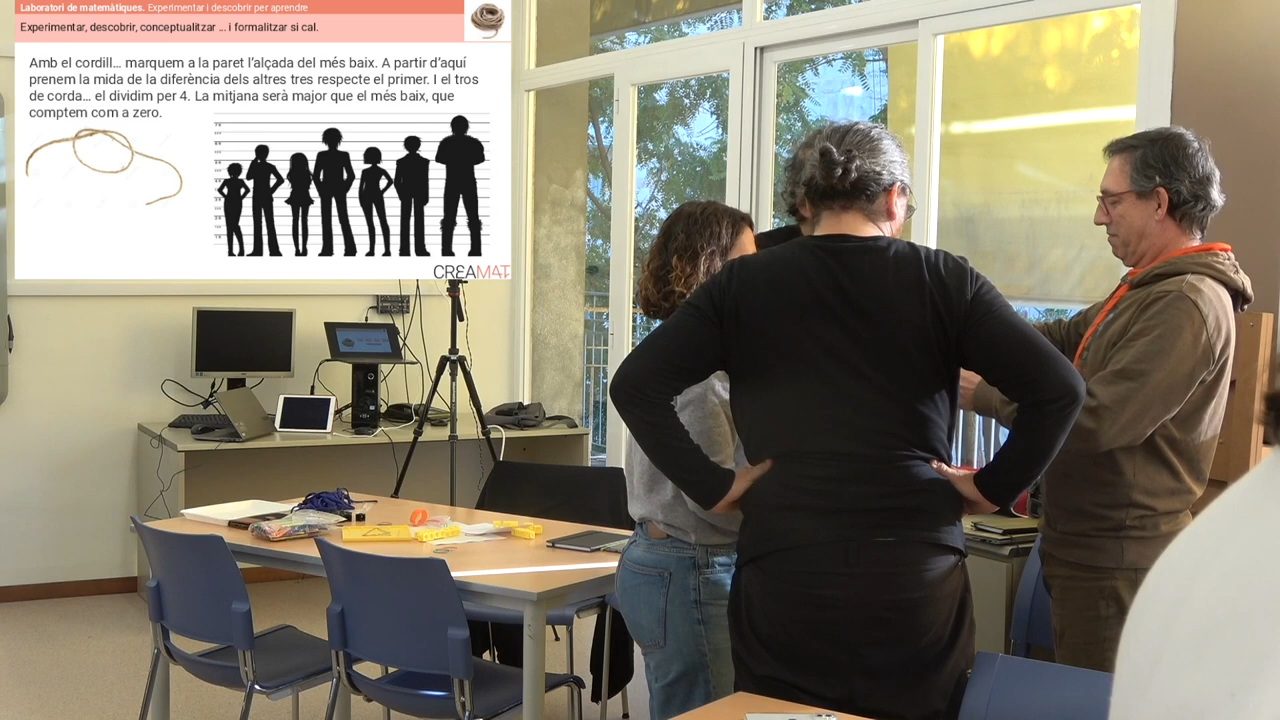 Laboratori de matemàtiques. Experimentar i descobrir per aprendre
Experimentar, descobrir, conceptualitzar ... i formalitzar si cal.
Amb el cordill... marquem a la paret l'alçada del més baix. A partir d'aquí
prenem la mida de la diferència dels altres tres respecte el primer. I el tros
de corda... el dividim per 4. La mitjana serà major que el més baix, que
comptem com a zero.
CREAMAT